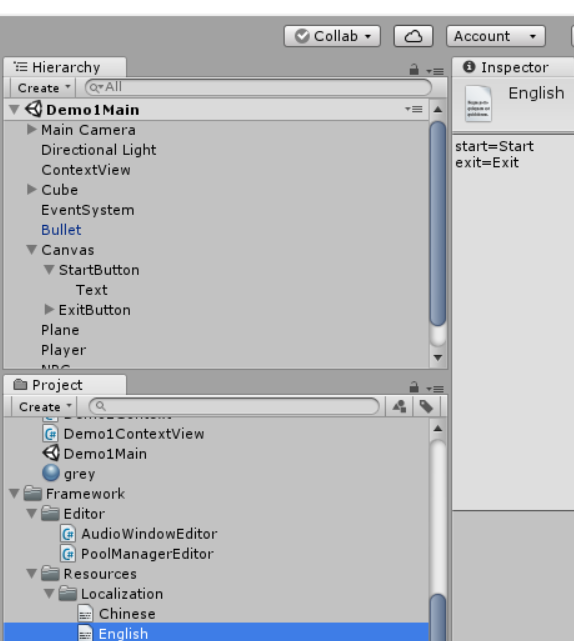 Collab
Account
Hierarchy
Inspector
Create
All
English
Demo1Main
Main Camera
Directional Light
ContextView
Cube
EventSystem
Bullet
Canvas
StartButton
Text
ExitButton
Plane
Player
start=Start
exit=Exit
Project
Create
Demo1ContextView
Demo1Main
grey
Framework
Editor
AudioWindowEditor
PoolManagerEditor
Resources
Localization
Chinese
English